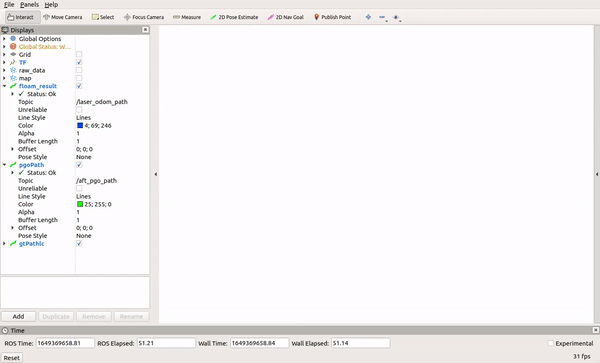 File Panels Help
Interact Move Camera Select Focus Camera Measure 2D Pose Estimate 2D Nav Goal Publish Point
Displays
Global Options
Global Status: W...
Grid
TF
raw_data
map
floam_result
Status: Ok
Topic /laser_odom_path
Unreliable
Line Style Lines
Color 4; 69; 246
Alpha 1
Buffer Length 1
Offset 0; 0; 0
Pose Style None
pgoPath
Status: Ok
Topic /aft_pgo_path
Unreliable
Line Style Lines
Color 25; 255; 0
Alpha 1
Buffer Length 1
Offset 0; 0; 0
Pose Style None
gtPathlc
Add Duplicate Remove Rename
Time
ROS Time: 1649369658.81 ROS Elapsed: 51.21 Wall Time: 1649369658.84 Wall Elapsed: 51.14 Experimental
Reset 31 fps